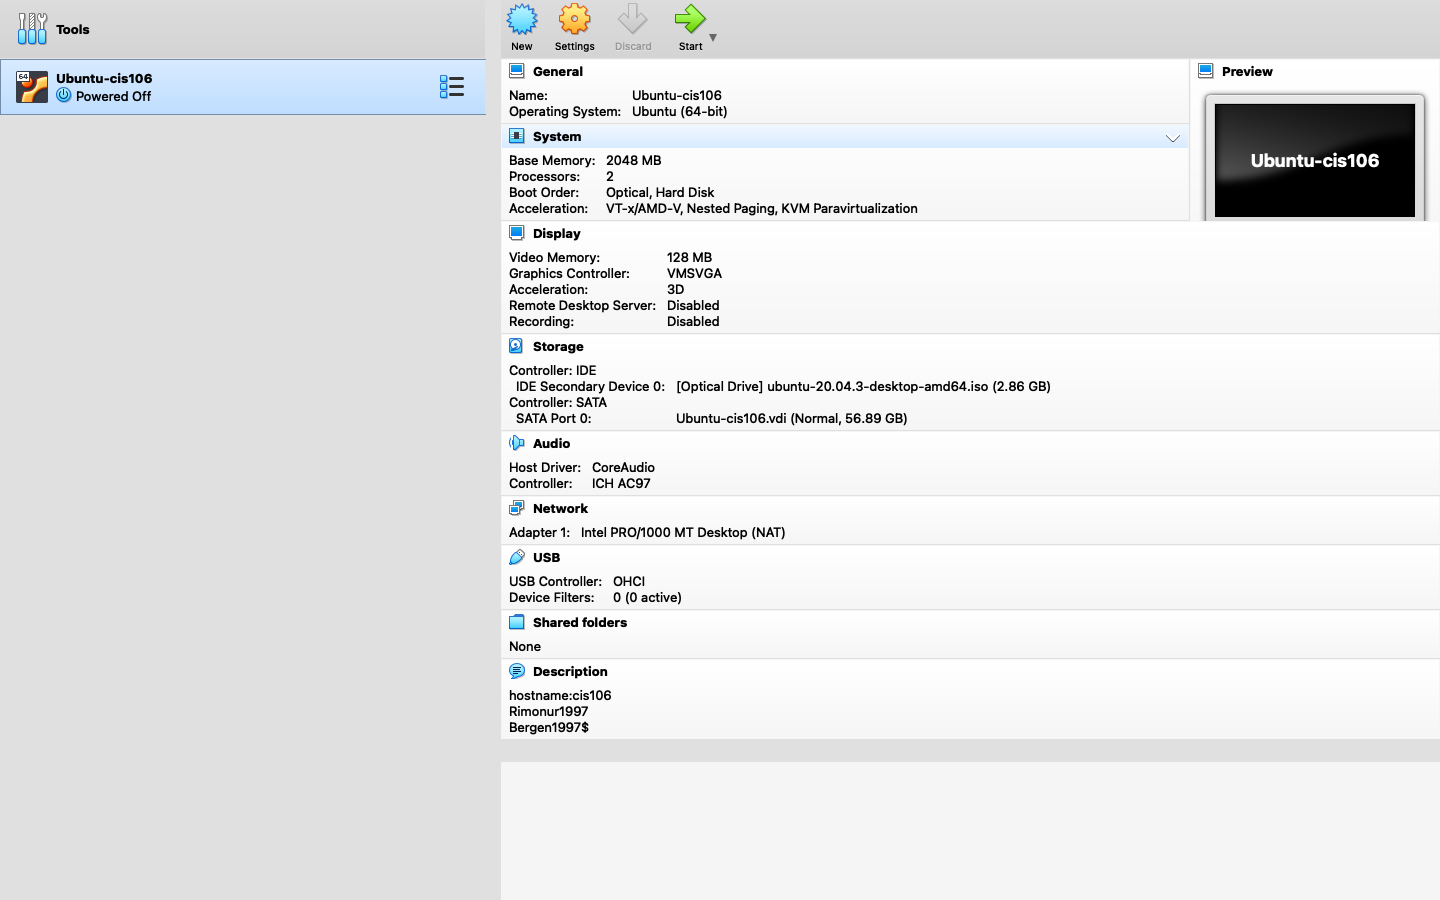 Tools
64
Ubuntu-cis106
Powered Off
New Settings Discard Start
General
Name: Ubuntu-cis106
Operating System: Ubuntu (64-bit)
Preview
Ubuntu-cis106
System
Base Memory: 2048 MB
Processors: 2
Boot Order: Optical, Hard Disk
Acceleration: VT-x/AMD-V, Nested Paging, KVM Paravirtualization
Display
Video Memory: 128 MB
Graphics Controller: VMSVGA
Acceleration: 3D
Remote Desktop Server: Disabled
Recording: Disabled
Storage
Controller: IDE
IDE Secondary Device 0: [Optical Drive] ubuntu-20.04.3-desktop-amd64.iso (2.86 GB)
Controller: SATA
SATA Port 0: Ubuntu-cis106.vdi (Normal, 56.89 GB)
Audio
Host Driver: CoreAudio
Controller: ICH AC97
Network
Adapter 1: Intel PRO/1000 MT Desktop (NAT)
USB
USB Controller: OHCI
Device Filters: 0 (0 active)
Shared folders
None
Description
hostname:cis106
Rimonur1997
Bergen1997$